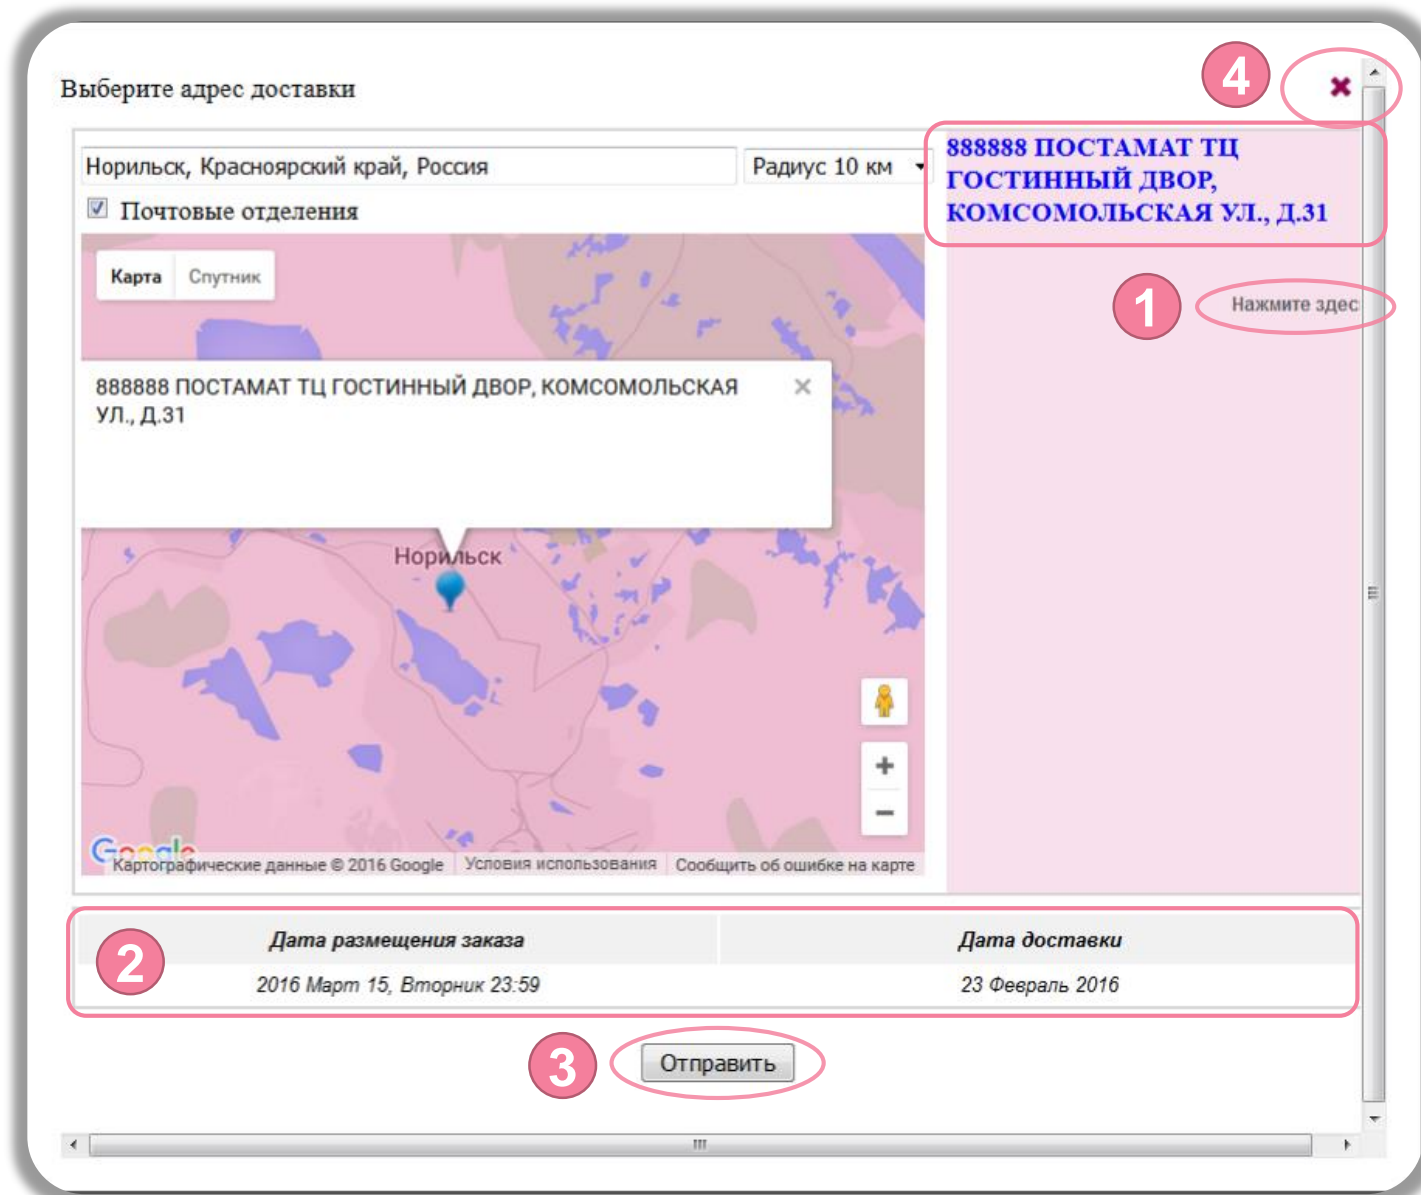 4
Выберите адрес доставки
Норильск, Красноярский край, Россия
Радиус 10 км
888888 ПОСТАМАТ ТЦ
ГОСТИННЫЙ ДВОР,
КОМСОМОЛЬСКАЯ УЛ., Д.31
Почтовые отделения
Карта
Спутник
1
Нажмите здес
888888 ПОСТАМАТ ТЦ ГОСТИННЫЙ ДВОР, КОМСОМОЛЬСКАЯ
УЛ., Д.31
Норильск
Google
Картографические данные © 2016 Google
Условия использования
Сообщить об ошибке на карте
2
Дата размещения заказа
Дата доставки
2016 Март 15, Вторник 23:59
23 Февраль 2016
3
Отправить